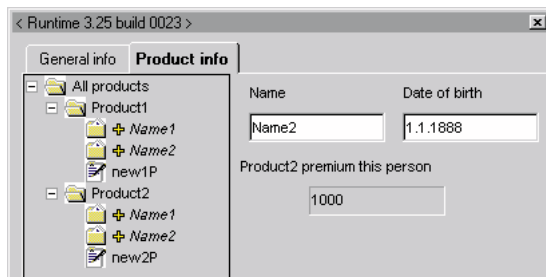 < Runtime 3.25 build 0023 >
General info Product info
All products
Product1
Name1
Name2
new1P
Product2
Name1
Name2
new2P
Name Date of birth
Name2 1.1.1888
Product2 premium this person
1000